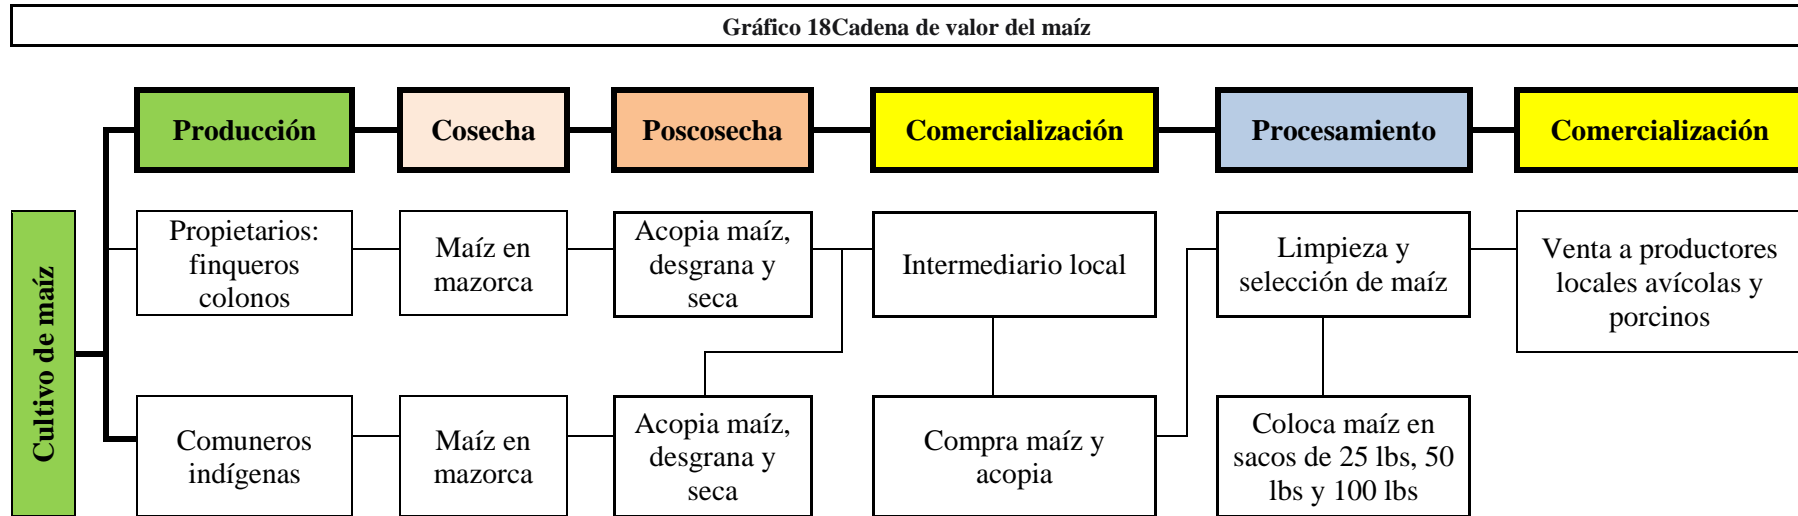 Gráfico 18Cadena de valor del maíz
Producción
Cosecha
Poscosecha
Comercialización
Procesamiento
Comercialización
Cultivo de maíz
Propietarios:
finqueros
colonos
Maíz en
mazorca
Acopia maíz,
desgrana y
seca
Intermediario local
Limpieza y
selección de maíz
Venta a productores
locales avícolas y
porcinos
Comuneros
indígenas
Maíz en
mazorca
Acopia maíz,
desgrana y
seca
Compra maíz y
acopia
Coloca maíz en
sacos de 25 lbs, 50
lbs y 100 lbs